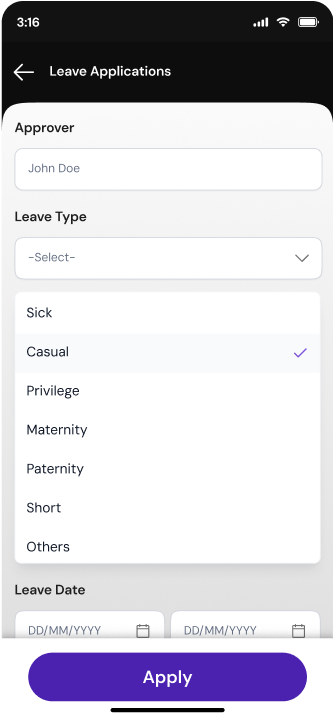 3:16
Leave Applications
Approver
John Doe
Leave Type
-Select-
Sick
Casual
Privilege
Maternity
Paternity
Short
Others
Leave Date
DD/MM/YYYY DD/MM/YYYY
Apply